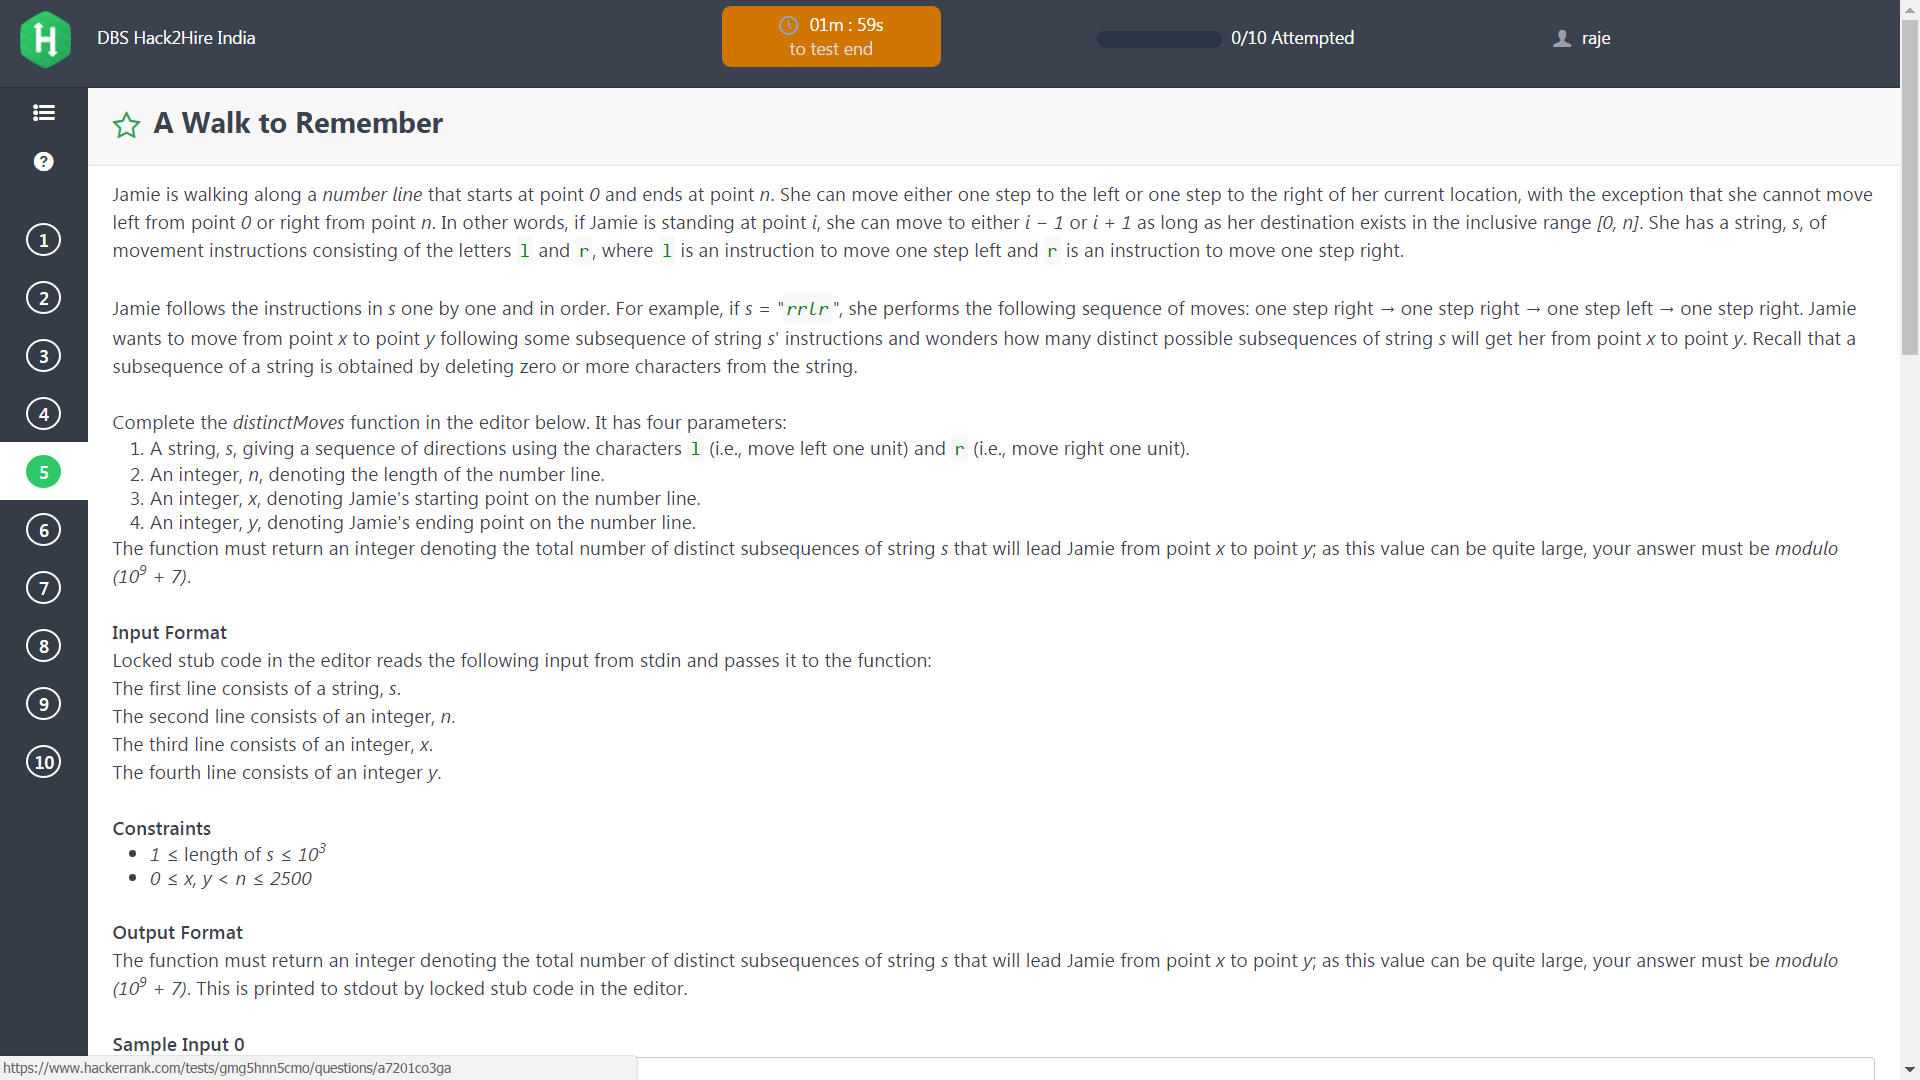 DBS Hack2Hire India
01m : 59s
to test end
0/10 Attempted
raje
A Walk to Remember
Jamie is walking along a number line that starts at point 0 and ends at point n. She can move either one step to the left or one step to the right of her current location, with the exception that she cannot move
left from point 0 or right from point n. In other words, if Jamie is standing at point i, she can move to either i − 1 or i + 1 as long as her destination exists in the inclusive range [0, n]. She has a string, s, of
movement instructions consisting of the letters l and r, where l is an instruction to move one step left and r is an instruction to move one step right.
Jamie follows the instructions in s one by one and in order. For example, if s = "rrlr", she performs the following sequence of moves: one step right → one step right → one step left → one step right. Jamie
wants to move from point x to point y following some subsequence of string s' instructions and wonders how many distinct possible subsequences of string s will get her from point x to point y. Recall that a
subsequence of a string is obtained by deleting zero or more characters from the string.
Complete the distinctMoves function in the editor below. It has four parameters:
1. A string, s, giving a sequence of directions using the characters l (i.e., move left one unit) and r (i.e., move right one unit).
2. An integer, n, denoting the length of the number line.
3. An integer, x, denoting Jamie's starting point on the number line.
4. An integer, y, denoting Jamie's ending point on the number line.
The function must return an integer denoting the total number of distinct subsequences of string s that will lead Jamie from point x to point y; as this value can be quite large, your answer must be modulo
(10⁹ + 7).
Input Format
Locked stub code in the editor reads the following input from stdin and passes it to the function:
The first line consists of a string, s.
The second line consists of an integer, n.
The third line consists of an integer, x.
The fourth line consists of an integer y.
Constraints
• 1 ≤ length of s ≤ 10³
• 0 ≤ x, y < n ≤ 2500
Output Format
The function must return an integer denoting the total number of distinct subsequences of string s that will lead Jamie from point x to point y; as this value can be quite large, your answer must be modulo
(10⁹ + 7). This is printed to stdout by locked stub code in the editor.
Sample Input 0
?
1
2
3
4
5
6
7
8
9
10
https://www.hackerrank.com/tests/gmg5hnn5cmo/questions/a7201co3ga